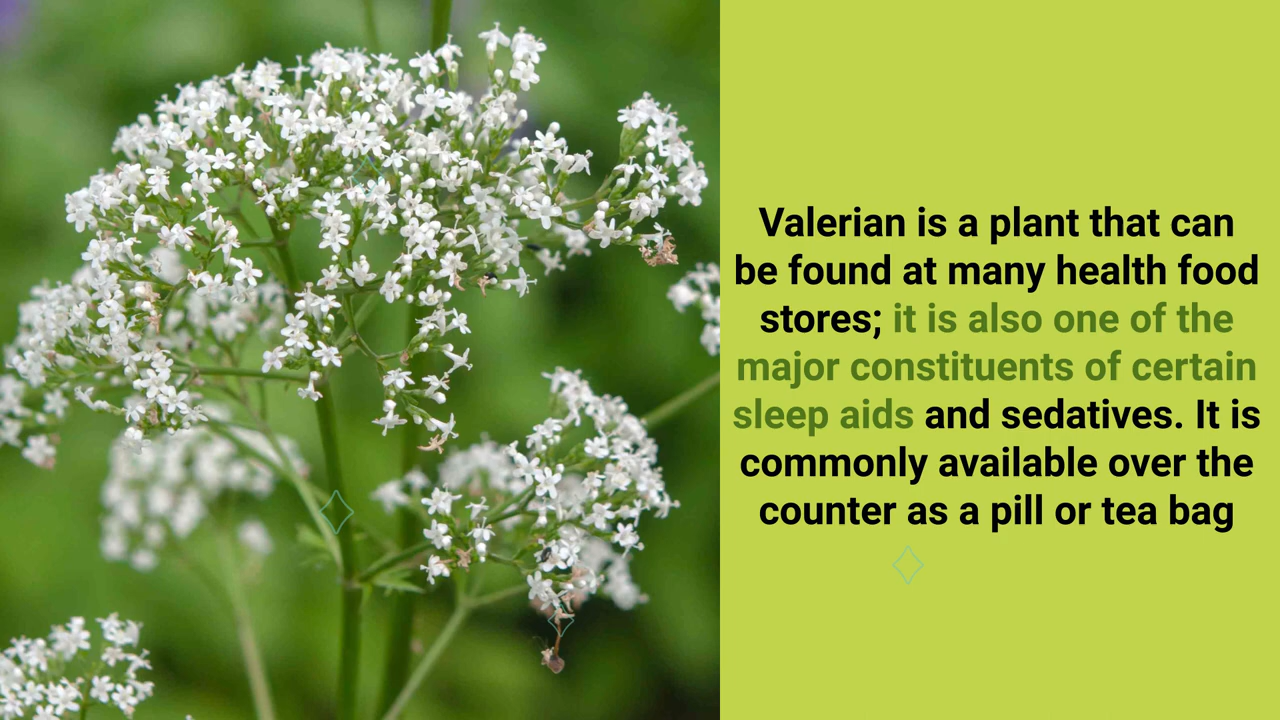 Valerian is a plant that can
be found at many health food
stores; it is also one of the
major constituents of certain
sleep aids and sedatives. It is
commonly available over the
counter as a pill or tea bag